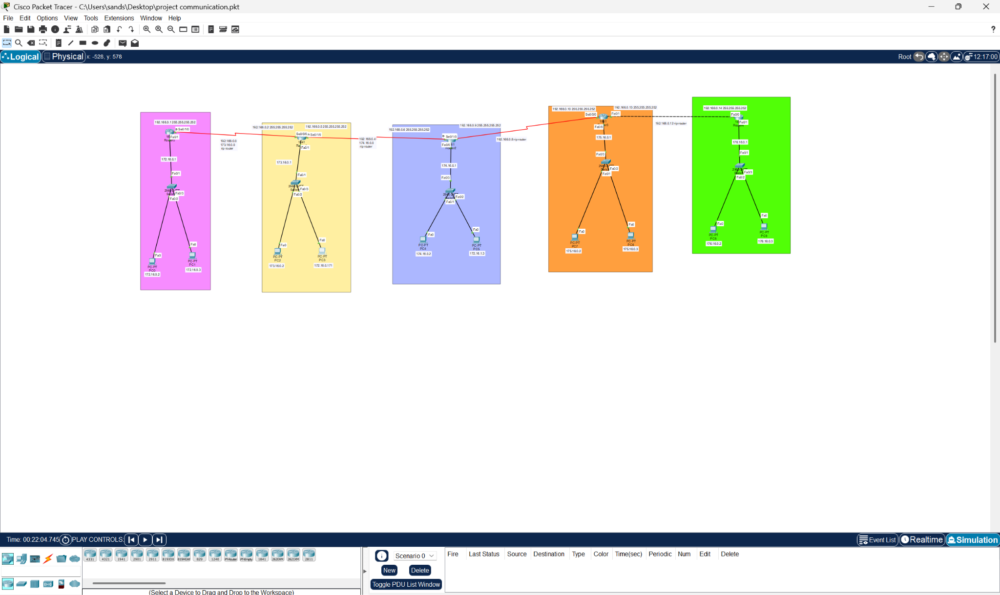 Cisco Packet Tracer - C:\Users\sands\Desktop\project communication.pkt
File Edit Options View Tools Extensions Window Help
?
Logical Physical x: -528, y: 578 Root 12:17:00
192.168.0.1 255.255.255.252
Se0/1/0
Fa0/1
172.16.0.1
Fa0/1
Fa0/3
Fa0/2
Fa0
Fa0
PC-PT
PC0
172.16.0.2
PC-PT
PC1
172.16.0.3
192.168.0.0
173.16.0.0
rip router
192.168.0.2 255.255.255.252
192.168.0.5 255.255.255.252
Se0/0/0
Se0/1/0
Fa0/1
173.16.0.1
Fa0/1
Fa0/3
Fa0/2
Fa0
Fa0
PC-PT
PC2
173.16.0.2
PC-PT
PC3
172.16.0.171
192.168.0.4
174.16.0.0
rip router
192.168.0.6 255.255.255.252
192.168.0.9 255.255.255.252
Se0/1/0
Fa0/0
Router2
174.16.0.1
Fa0/3
Fa0/2
Fa0/1
Fa0
Fa0
PC-PT
PC4
174.16.0.2
PC-PT
PC5
172.16.1.3
192.168.0.8 rip router
192.168.0.10 255.255.255.252
192.168.0.13 255.255.255.252
Se0/0/0
Fa0/1
Fa0/0
175.16.0.1
Fa0/3
Fa0/2
Fa0/1
Fa0
Fa0
PC-PT
PC7
175.16.0.2
PC-PT
PC6
175.16.0.3
192.168.0.12 rip router
192.168.0.14 255.255.255.252
Fa0/0
Fa0/1
176.16.0.1
Fa0/1
Fa0/3
Fa0/2
Fa0
Fa0
PC-PT
PC8
176.16.0.2
PC-PT
PC9
176.16.0.3
Time: 00:22:04.745 PLAY CONTROLS: Event List Realtime Simulation
4331 4321 1941 2901 2911 819IOX 819HGW 829 1240 PT-Router PT-Empty 1841 2620XM 2621XM 2811
(Select a Device to Drag and Drop to the Workspace)
Scenario 0
New Delete
Toggle PDU List Window
Fire Last Status Source Destination Type Color Time(sec) Periodic Num Edit Delete